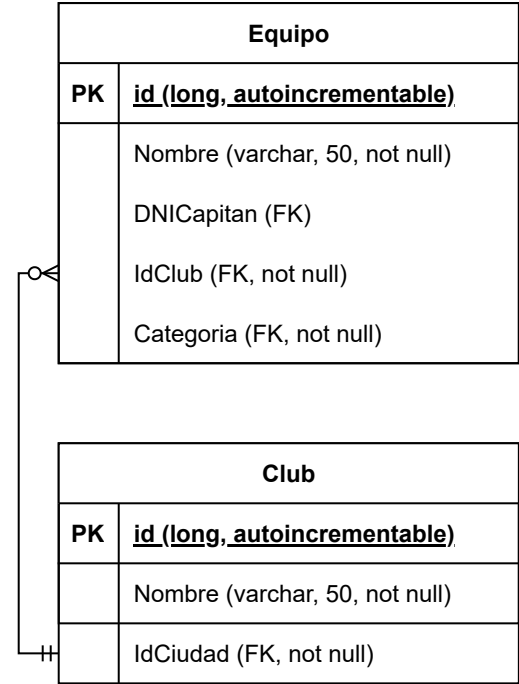 Equipo
PK id (long, autoincrementable)
Nombre (varchar, 50, not null)
DNICapitan (FK)
IdClub (FK, not null)
Categoria (FK, not null)
Club
PK id (long, autoincrementable)
Nombre (varchar, 50, not null)
IdCiudad (FK, not null)